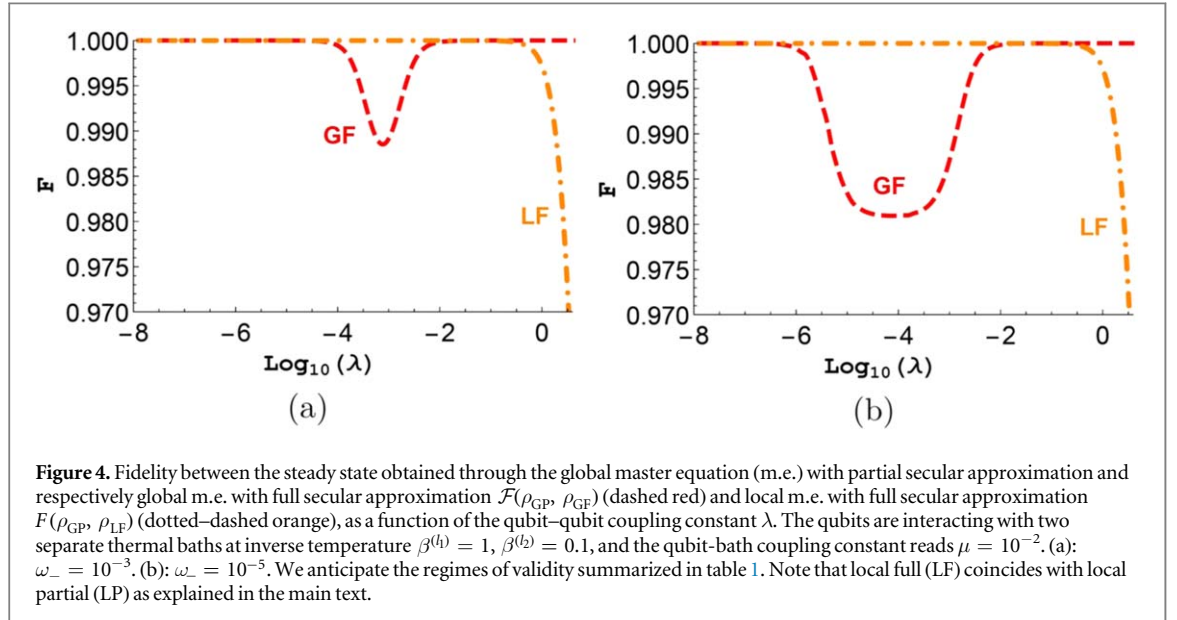 1.000
0.995
0.990
0.985
0.980
0.975
0.970
F
GF
LF
−8 −6 −4 −2 0
Log₁₀ (λ)
(a)
1.000
0.995
0.990
0.985
0.980
0.975
0.970
F
GF
LF
−8 −6 −4 −2 0
Log₁₀ (λ)
(b)
Figure 4. Fidelity between the steady state obtained through the global master equation (m.e.) with partial secular approximation and
respectively global m.e. with full secular approximation ℱ(ρ_GP, ρ_GF) (dashed red) and local m.e. with full secular approximation
F(ρ_GP, ρ_LF) (dotted–dashed orange), as a function of the qubit–qubit coupling constant λ. The qubits are interacting with two
separate thermal baths at inverse temperature β^(l₁) = 1, β^(l₂) = 0.1, and the qubit-bath coupling constant reads μ = 10⁻². (a):
ω₋ = 10⁻³. (b): ω₋ = 10⁻⁵. We anticipate the regimes of validity summarized in table 1. Note that local full (LF) coincides with local
partial (LP) as explained in the main text.